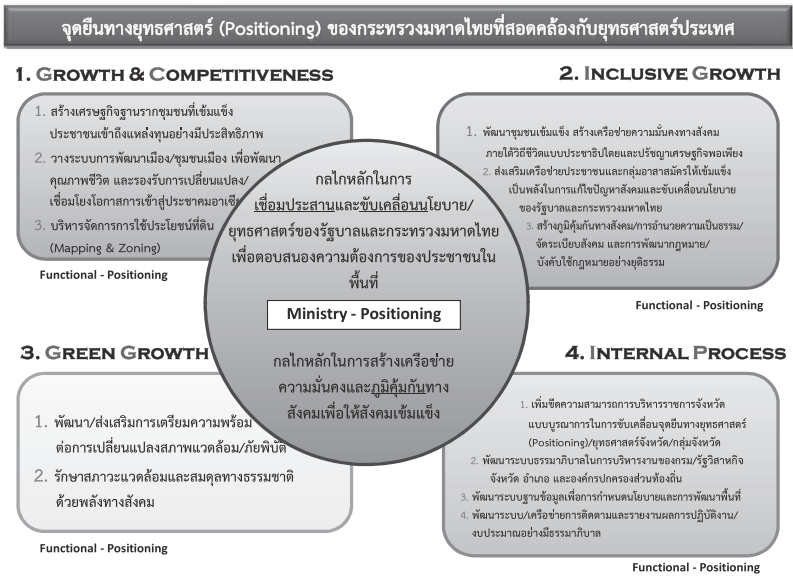 จุดยืนทางยุทธศาสตร์ (Positioning) ของกระทรวงมหาดไทยที่สอดคล้องกับยุทธศาสตร์ประเทศ
1. GROWTH & COMPETITIVENESS
1. สร้างเศรษฐกิจฐานรากชุมชนที่เข้มแข็ง
ประชาชนเข้าถึงแหล่งทุนอย่างมีประสิทธิภาพ
2. วางระบบการพัฒนาเมือง/ชุมชนเมือง เพื่อพัฒนา
คุณภาพชีวิต และรองรับการเปลี่ยนแปลง/
เชื่อมโยงโอกาสการเข้าสู่ประชาคมอาเซียน
3. บริหารจัดการการใช้ประโยชน์ที่ดิน
(Mapping & Zoning)
Functional - Positioning
2. INCLUSIVE GROWTH
1. พัฒนาชุมชนเข้มแข็ง สร้างเครือข่ายความมั่นคงทางสังคม
ภายใต้วิถีชีวิตแบบประชาธิปไตยและปรัชญาเศรษฐกิจพอเพียง
2. ส่งเสริมเครือข่ายประชาชนและกลุ่มอาสาสมัครให้เข้มแข็ง
เป็นพลังในการแก้ไขปัญหาสังคมและขับเคลื่อนนโยบาย
ของรัฐบาลและกระทรวงมหาดไทย
3. สร้างภูมิคุ้มกันทางสังคม/การอำนวยความเป็นธรรม/
จัดระเบียบสังคม และการพัฒนากฎหมาย/
บังคับใช้กฎหมายอย่างยุติธรรม
Functional - Positioning
กลไกหลักในการ
เชื่อมประสานและขับเคลื่อนนโยบาย/
ยุทธศาสตร์ของรัฐบาลและกระทรวงมหาดไทย
เพื่อตอบสนองความต้องการของประชาชนใน
พื้นที่
Ministry - Positioning
กลไกหลักในการสร้างเครือข่าย
ความมั่นคงและภูมิคุ้มกันทาง
สังคมเพื่อให้สังคมเข้มแข็ง
3. GREEN GROWTH
1. พัฒนา/ส่งเสริมการเตรียมความพร้อม
ต่อการเปลี่ยนแปลงสภาพแวดล้อม/ภัยพิบัติ
2. รักษาสภาวะแวดล้อมและสมดุลทางธรรมชาติ
ด้วยพลังทางสังคม
Functional - Positioning
4. INTERNAL PROCESS
1. เพิ่มขีดความสามารถการบริหารราชการจังหวัด
แบบบูรณาการในการขับเคลื่อนจุดยืนทางยุทธศาสตร์
(Positioning)/ยุทธศาสตร์จังหวัด/กลุ่มจังหวัด
2. พัฒนาระบบธรรมาภิบาลในการบริหารงานของกรม/รัฐวิสาหกิจ
จังหวัด อำเภอ และองค์กรปกครองส่วนท้องถิ่น
3. พัฒนาระบบฐานข้อมูลเพื่อการกำหนดนโยบายและการพัฒนาพื้นที่
4. พัฒนาระบบ/เครือข่ายการติดตามและรายงานผลการปฏิบัติงาน/
งบประมาณอย่างมีธรรมาภิบาล
Functional - Positioning